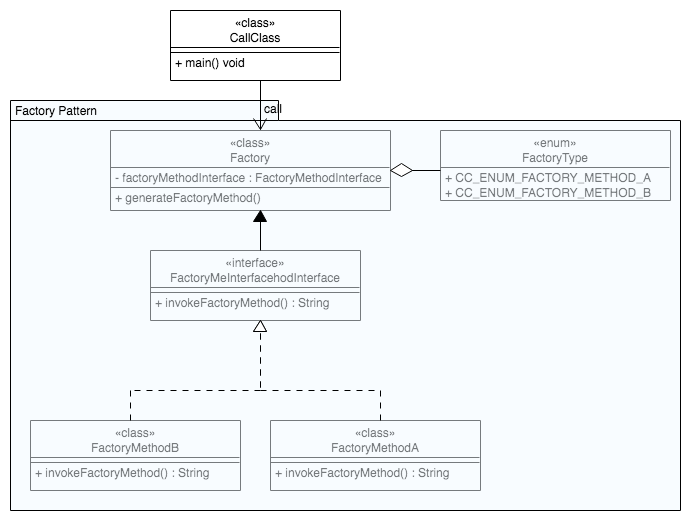 «class»
CallClass
+ main() void
call
Factory Pattern
«class»
Factory
- factoryMethodInterface : FactoryMethodInterface
+ generateFactoryMethod()
«enum»
FactoryType
+ CC_ENUM_FACTORY_METHOD_A
+ CC_ENUM_FACTORY_METHOD_B
«interface»
FactoryMeInterfacehodInterface
+ invokeFactoryMethod() : String
«class»
FactoryMethodB
+ invokeFactoryMethod() : String
«class»
FactoryMethodA
+ invokeFactoryMethod() : String